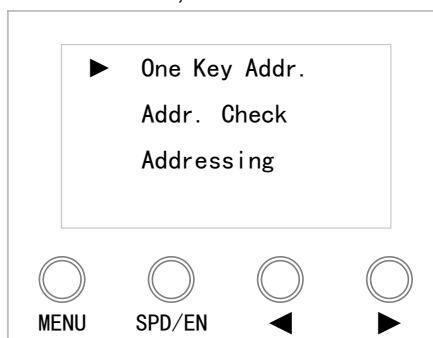 ▶ One Key Addr.
Addr. Check
Addressing
MENU SPD/EN ◀ ▶